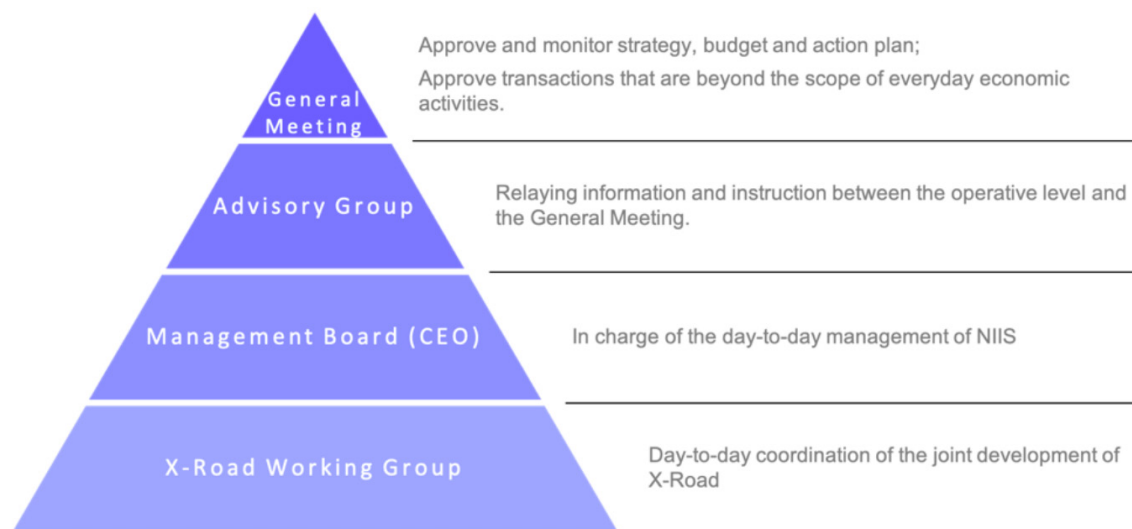 General
Meeting
Approve and monitor strategy, budget and action plan;
Approve transactions that are beyond the scope of everyday economic
activities.
Advisory Group
Relaying information and instruction between the operative level and
the General Meeting.
Management Board (CEO)
In charge of the day-to-day management of NIIS
X-Road Working Group
Day-to-day coordination of the joint development of
X-Road